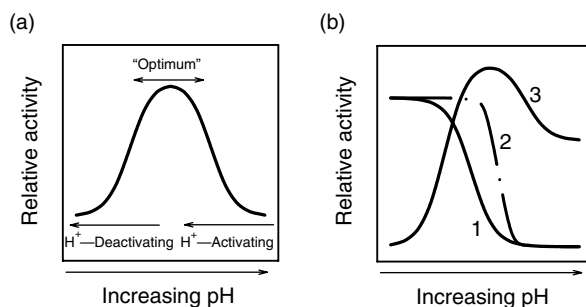 (a)
"Optimum"
Relative activity
H+—Deactivating
H+—Activating
Increasing pH
(b)
Relative activity
3
2
1
Increasing pH